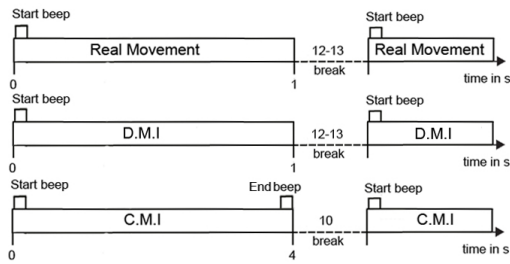 Start beep Start beep
Real Movement 12-13 Real Movement
0 1 break time in s
Start beep Start beep
D.M.I 12-13 D.M.I
0 1 break time in s
Start beep End beep Start beep
C.M.I 10 C.M.I
0 4 break time in s